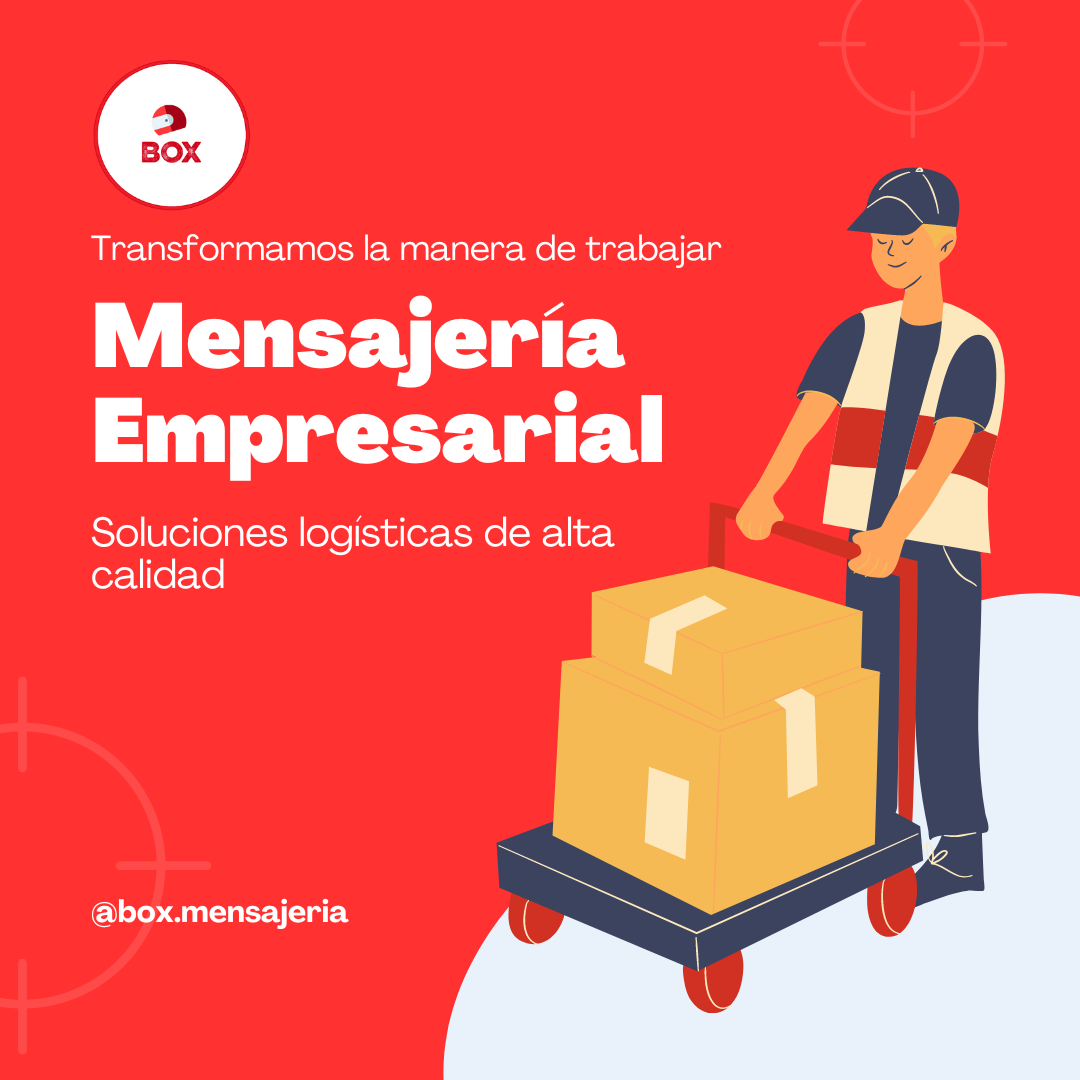 BOX
Transformamos la manera de trabajar
Mensajería
Empresarial
Soluciones logísticas de alta
calidad
@box.mensajeria